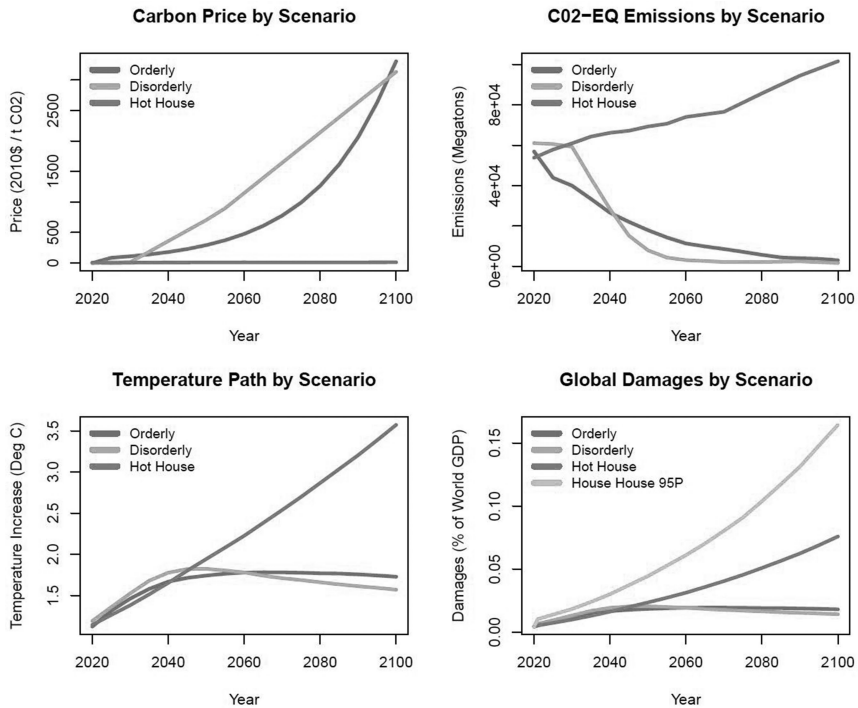 Carbon Price by Scenario
Price (2010$ / t C02)
2500
1500
500
0
Orderly
Disorderly
Hot House
2020 2040 2060 2080 2100
Year
C02−EQ Emissions by Scenario
Emissions (Megatons)
8e+04
4e+04
0e+00
Orderly
Disorderly
Hot House
2020 2040 2060 2080 2100
Year
Temperature Path by Scenario
Temperature Increase (Deg C)
3.5
3.0
2.5
2.0
1.5
Orderly
Disorderly
Hot House
2020 2040 2060 2080 2100
Year
Global Damages by Scenario
Damages (% of World GDP)
0.15
0.10
0.05
0.00
Orderly
Disorderly
Hot House
House House 95P
2020 2040 2060 2080 2100
Year